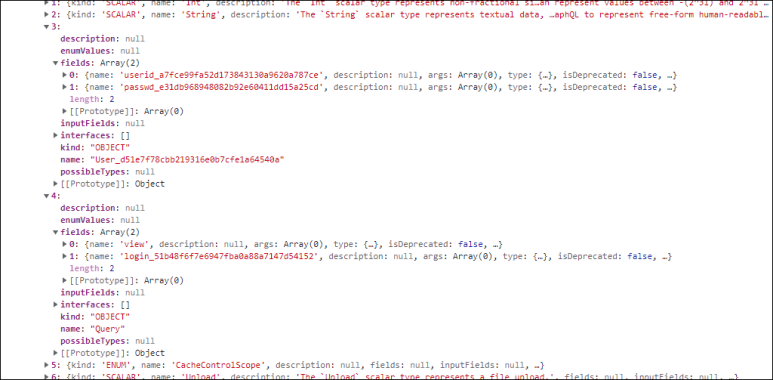 1: {kind: 'SCALAR', name: 'Int', description: 'The `Int` scalar type represents non-fractional si…an represent values between -(2^31) and 2^31 …
2: {kind: 'SCALAR', name: 'String', description: 'The `String` scalar type represents textual data, …aphQL to represent free-form human-readabl…
3:
description: null
enumValues: null
fields: Array(2)
0: {name: 'userid_a7fce99fa52d173843130a9620a787ce', description: null, args: Array(0), type: {…}, isDeprecated: false, …}
1: {name: 'passwd_e31db968948082b92e60411dd15a25cd', description: null, args: Array(0), type: {…}, isDeprecated: false, …}
length: 2
[[Prototype]]: Array(0)
inputFields: null
interfaces: []
kind: "OBJECT"
name: "User_d51e7f78cbb219316e0b7cfe1a64540a"
possibleTypes: null
[[Prototype]]: Object
4:
description: null
enumValues: null
fields: Array(2)
0: {name: 'view', description: null, args: Array(0), type: {…}, isDeprecated: false, …}
1: {name: 'login_51b48f6f7e6947fba0a88a7147d54152', description: null, args: Array(0), type: {…}, isDeprecated: false, …}
length: 2
[[Prototype]]: Array(0)
inputFields: null
interfaces: []
kind: "OBJECT"
name: "Query"
possibleTypes: null
[[Prototype]]: Object
5: {kind: 'ENUM', name: 'CacheControlScope', description: null, fields: null, inputFields: null, …}
6: {kind: 'SCALAR', name: 'Upload', description: 'The `Upload` scalar type represents a file upload.', fields: null, inputFields: null, …}